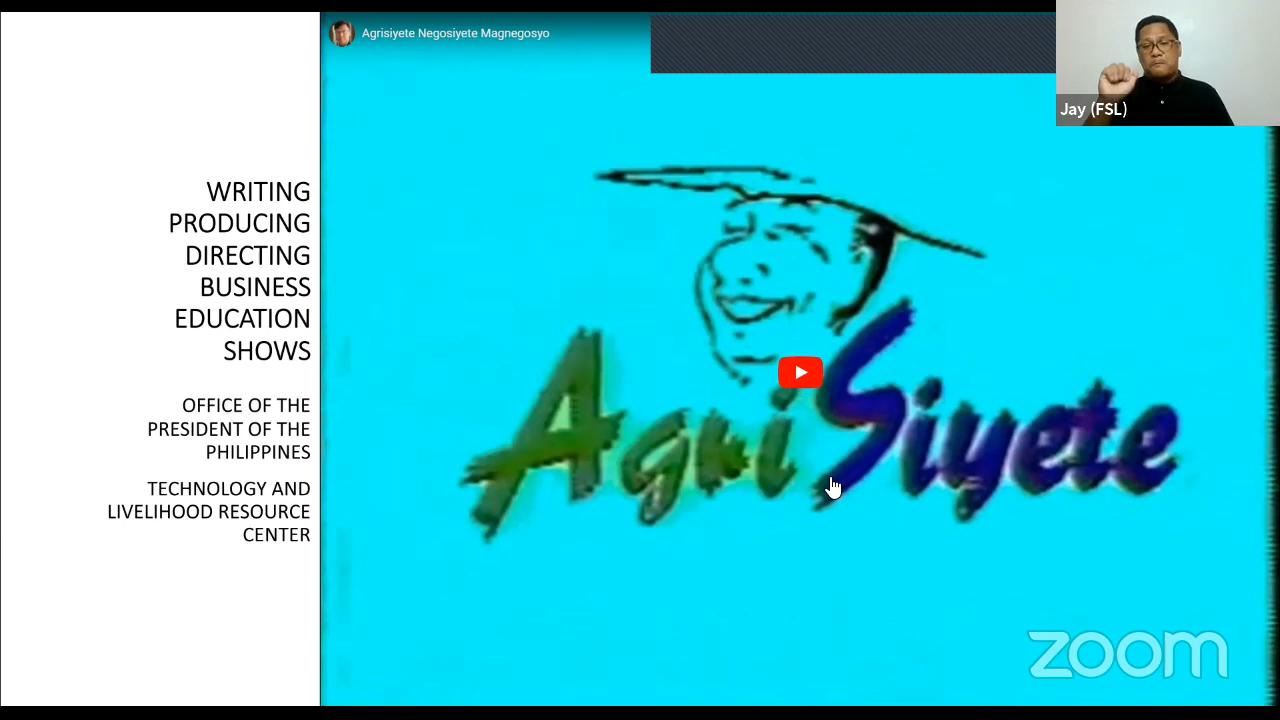 Agrisiyete Negosiyete Magnegosyo
Jay (FSL)
WRITING
PRODUCING
DIRECTING
BUSINESS
EDUCATION
SHOWS
OFFICE OF THE
PRESIDENT OF THE
PHILIPPINES
TECHNOLOGY AND
LIVELIHOOD RESOURCE
CENTER
AgriSiyete
zoom